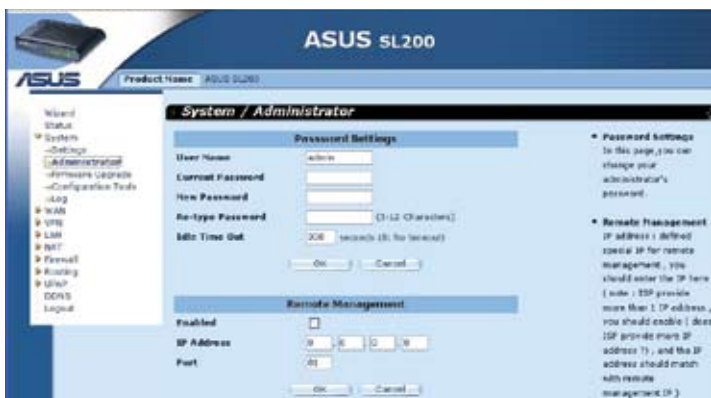 ASUS SL200
ASUS
Product Name ASUS SL200
System / Administrator
Wizard
Status
System
Settings
Administrator
Firmware Upgrade
Configuration Tools
Log
WAN
VPN
LAN
NAT
Firewall
Routing
UPnP
DDNS
Logout
Password Settings
User Name admin
Current Password
New Password
Re-type Password (3-12 Characters)
Idle Time Out seconds
OK Cancel
Remote Management
Enabled
IP Address 0 . 0 . 0 . 0
Port
OK Cancel
Password Settings
In this page, you can
change your
administrator's
password.
Remote Management
IP address : defined
special IP for remote
management , you
should enter the IP here
( note : ISP provide
more than 1 IP address ,
you should enable ( does
ISP provide more IP
address ?) , and the IP
address should match
with remote
management IP )